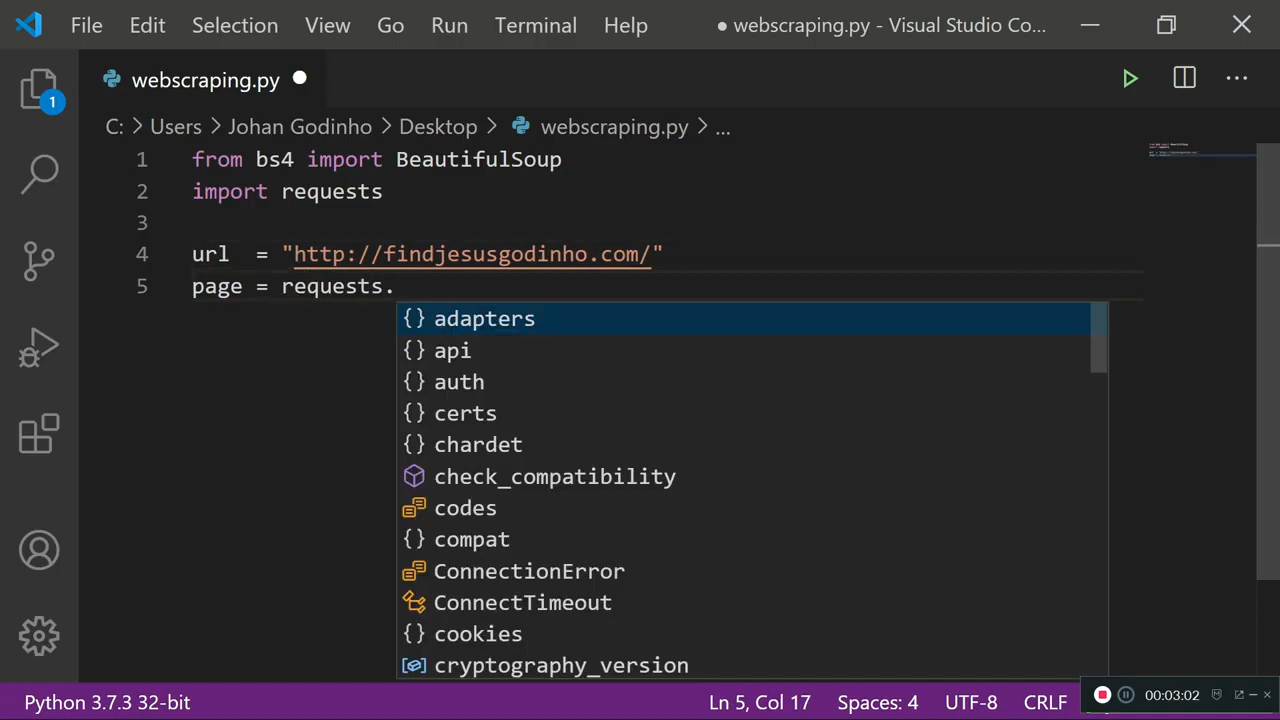 File Edit Selection View Go Run Terminal Help ● webscraping.py - Visual Studio Co...
webscraping.py
C: > Users > Johan Godinho > Desktop > webscraping.py > ...
1 from bs4 import BeautifulSoup
2 import requests
3
4 url  = "http://findjesusgodinho.com/"
5 page = requests.
{} adapters
{} api
{} auth
{} certs
{} chardet
check_compatibility
codes
{} compat
ConnectionError
ConnectTimeout
{} cookies
cryptography_version
1
Python 3.7.3 32-bit Ln 5, Col 17 Spaces: 4 UTF-8 CRLF
00:03:02